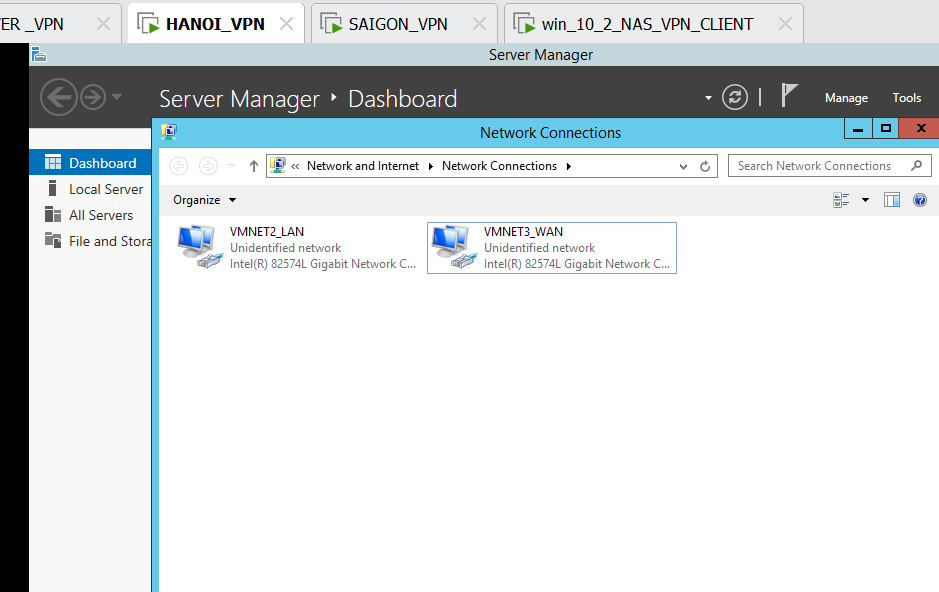 ER _VPN
HANOI_VPN
SAIGON_VPN
win_10_2_NAS_VPN_CLIENT
Server Manager
Server Manager Dashboard
Manage Tools
Network Connections
« Network and Internet Network Connections
Search Network Connections
Organize
Dashboard
Local Server
All Servers
File and Stora
VMNET2_LAN
Unidentified network
Intel(R) 82574L Gigabit Network C...
VMNET3_WAN
Unidentified network
Intel(R) 82574L Gigabit Network C...